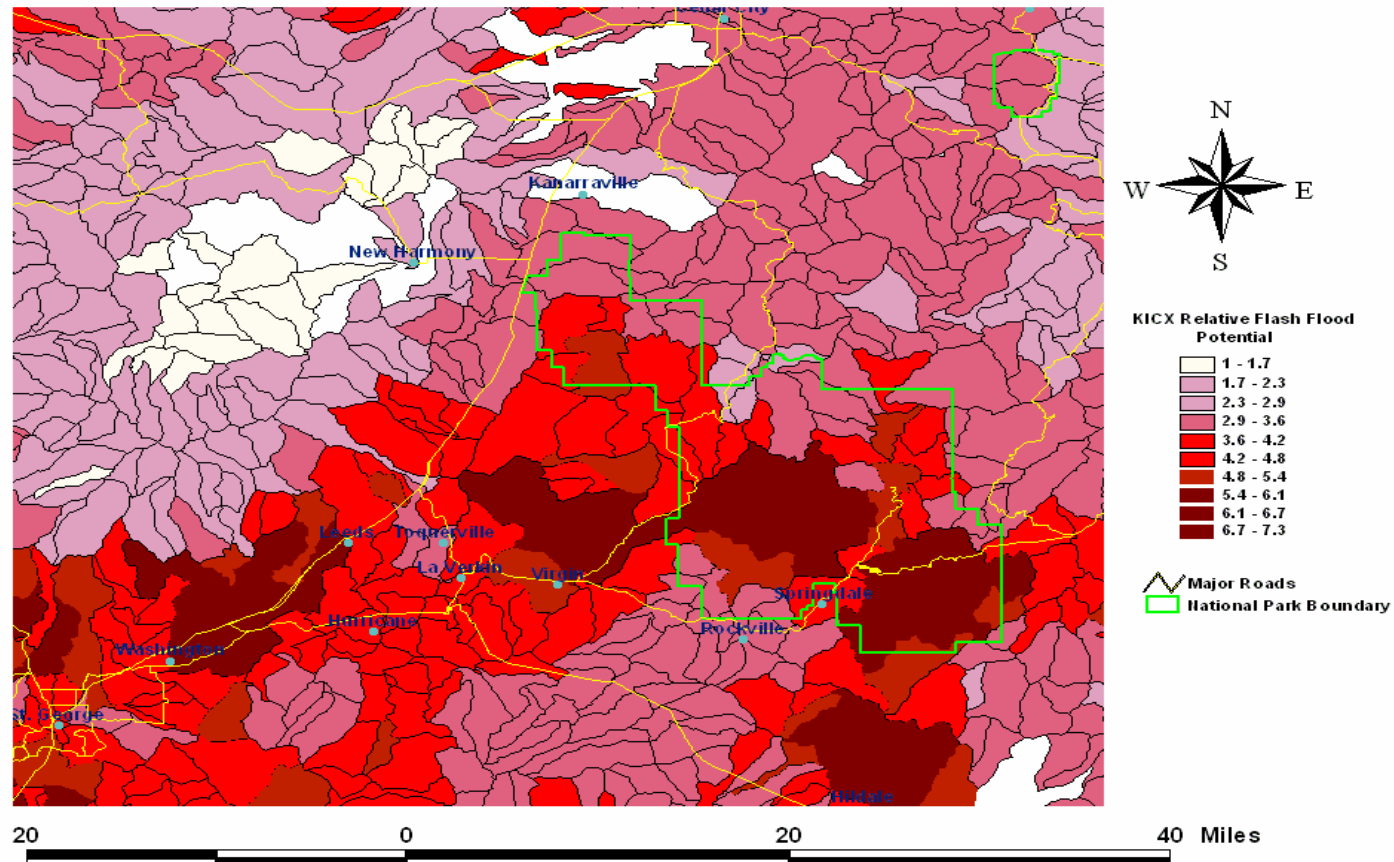 Cedar City
Kanarraville
New Harmony
Leeds
Toquerville
La Verkin
Virgin
Springdale
Hurricane
Rockville
Washington
St. George
Hildale
N
W
E
S
KICX Relative Flash Flood
Potential
1 - 1.7
1.7 - 2.3
2.3 - 2.9
2.9 - 3.6
3.6 - 4.2
4.2 - 4.8
4.8 - 5.4
5.4 - 6.1
6.1 - 6.7
6.7 - 7.3
Major Roads
National Park Boundary
20 0 20 40 Miles